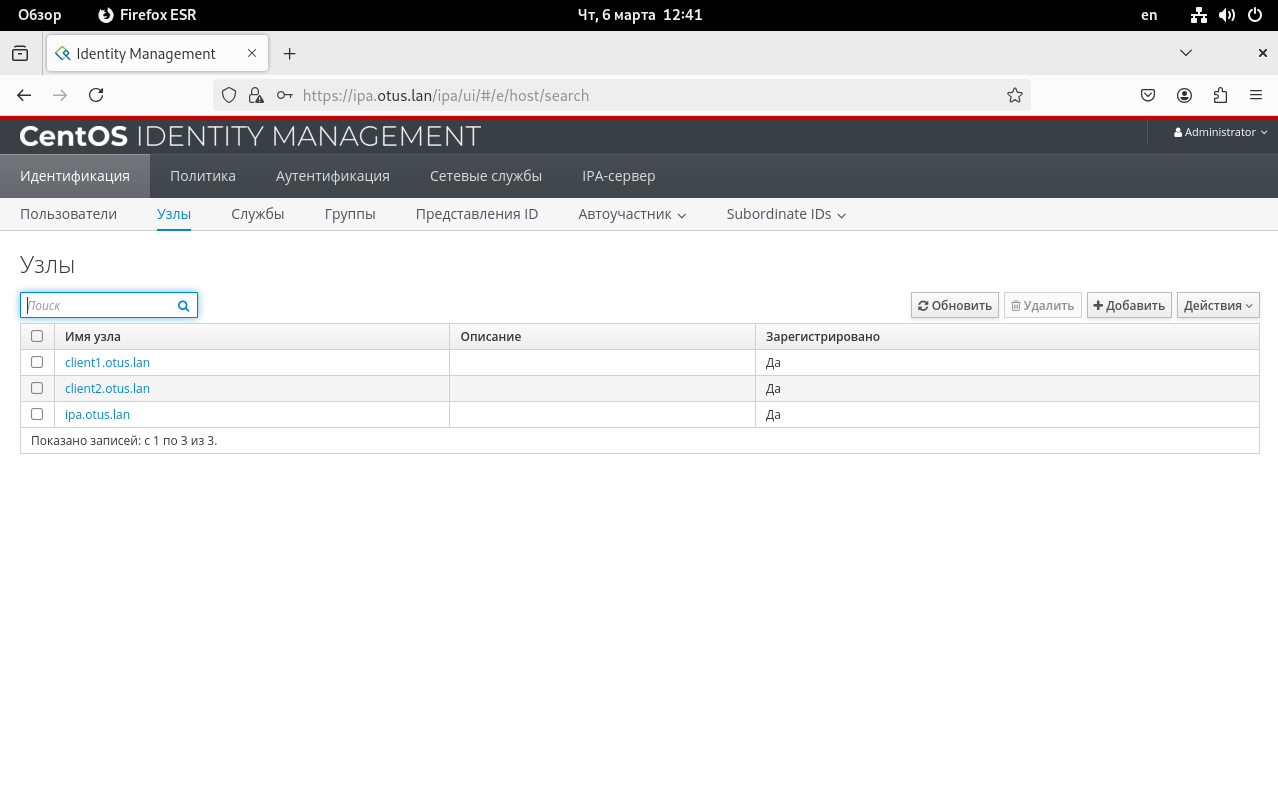 Обзор Firefox ESR Чт, 6 марта 12:41 en
Identity Management
https://ipa.otus.lan/ipa/ui/#/e/host/search
CentOS IDENTITY MANAGEMENT Administrator
Идентификация Политика Аутентификация Сетевые службы IPA-сервер
Пользователи Узлы Службы Группы Представления ID Автоучастник Subordinate IDs
Узлы
Поиск Обновить Удалить Добавить Действия
Имя узла Описание Зарегистрировано
client1.otus.lan Да
client2.otus.lan Да
ipa.otus.lan Да
Показано записей: с 1 по 3 из 3.